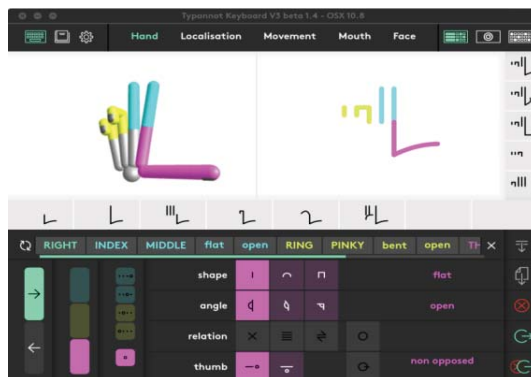 Typannot Keyboard V3 beta 1.4 - OSX 10.8
Hand Localisation Movement Mouth Face
RIGHT INDEX MIDDLE flat open RING PINKY bent open TH
shape flat
angle open
relation
thumb non opposed